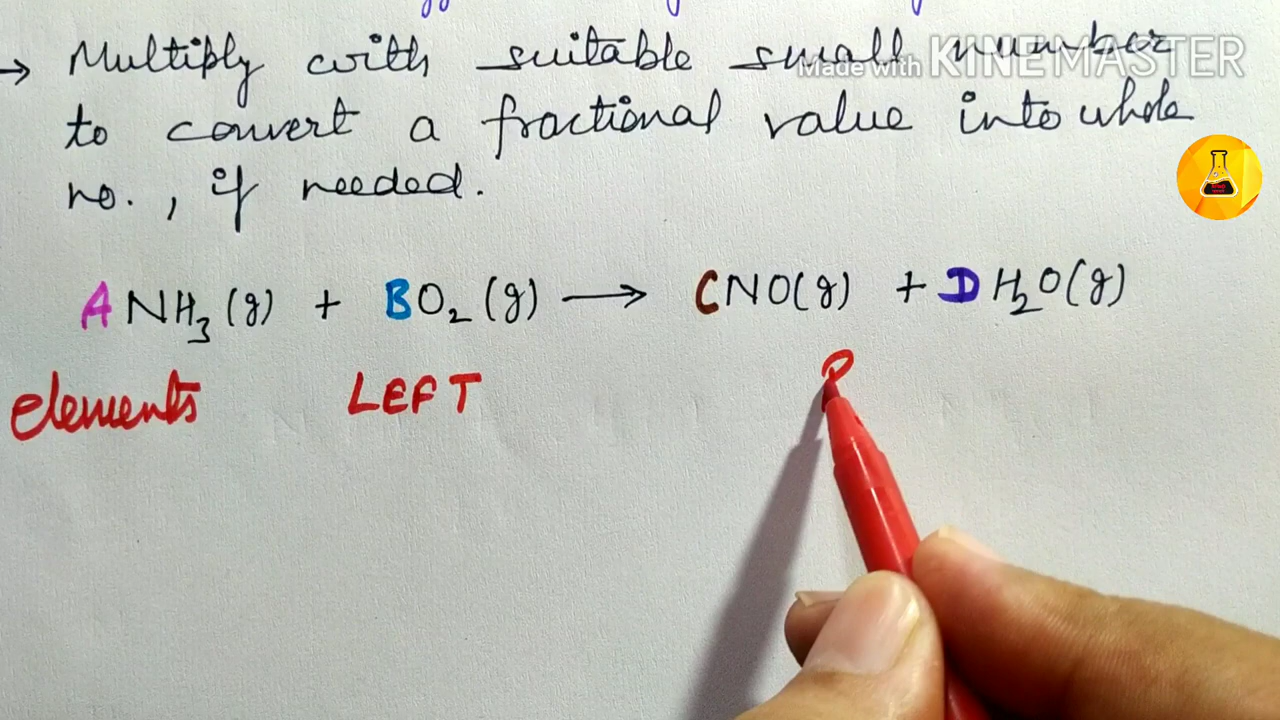 → Multiply with suitable small number
Made with KINEMASTER
to convert a fractional value into whole
no., if needed.
A NH₃(g) + B O₂(g) → C NO(g) + D H₂O(g)
elements LEFT